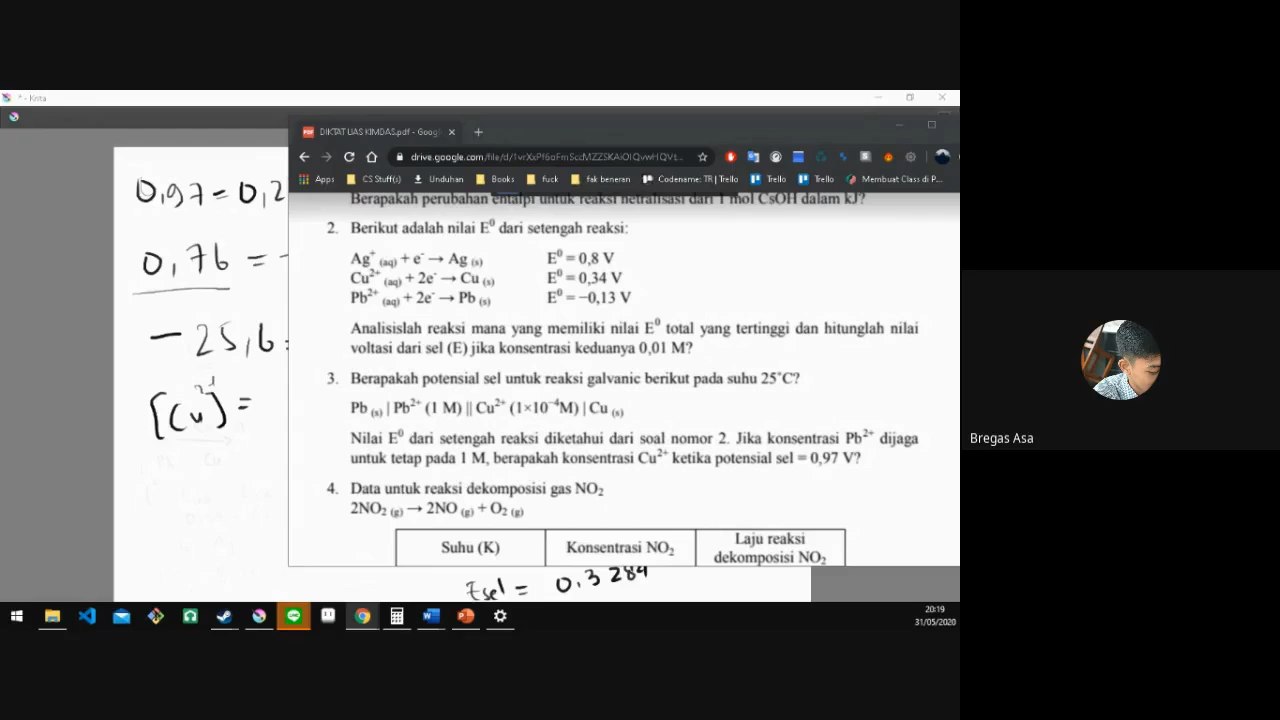 * - Krita
DIKTAT UAS KIMDAS.pdf - Goog
Apps CS Stuff(s) Unduhan Books fuck fak beneran Codename: TR | Trello Trello Trello Membuat Class di P...
0,97 = 0,2
0,76 =
- 25,6 =
[Cu²⁺] =
Berapakah perubahan entalpi untuk reaksi netralisasi dari 1 mol CsOH dalam kJ?
2. Berikut adalah nilai E⁰ dari setengah reaksi:
Ag⁺ (aq) + e⁻ → Ag (s) E⁰ = 0,8 V
Cu²⁺ (aq) + 2e⁻ → Cu (s) E⁰ = 0,34 V
Pb²⁺ (aq) + 2e⁻ → Pb (s) E⁰ = −0,13 V
Analisislah reaksi mana yang memiliki nilai E⁰ total yang tertinggi dan hitunglah nilai
voltasi dari sel (E) jika konsentrasi keduanya 0,01 M?
3. Berapakah potensial sel untuk reaksi galvanic berikut pada suhu 25˚C?
Pb (s) | Pb²⁺ (1 M) || Cu²⁺ (1×10⁻⁴M) | Cu (s)
Nilai E⁰ dari setengah reaksi diketahui dari soal nomor 2. Jika konsentrasi Pb²⁺ dijaga
untuk tetap pada 1 M, berapakah konsentrasi Cu²⁺ ketika potensial sel = 0,97 V?
4. Data untuk reaksi dekomposisi gas NO₂
2NO₂ (g) → 2NO (g) + O₂ (g)
Suhu (K) Konsentrasi NO₂ Laju reaksi
dekomposisi NO₂
Esel = 0,3284
20:19
31/05/2020
Bregas Asa